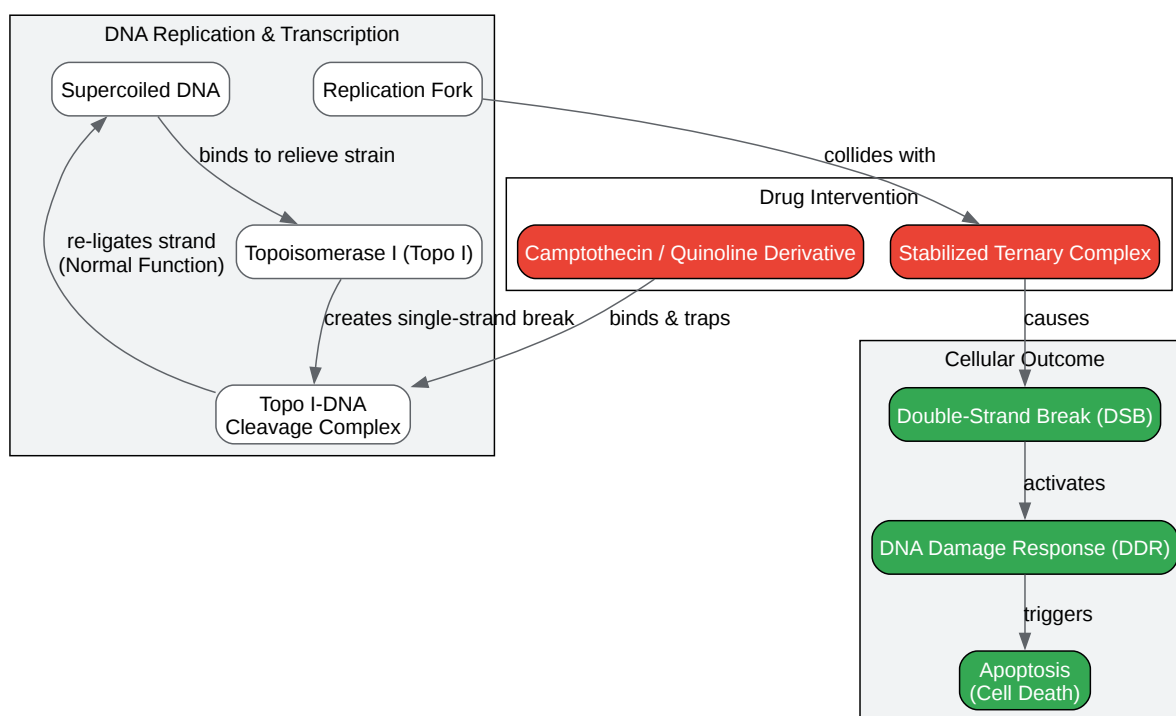 DNA Replication & Transcription
Supercoiled DNA
Replication Fork
binds to relieve strain
collides with
Drug Intervention
re-ligates strand
(Normal Function)
Topoisomerase I (Topo I)
Camptothecin / Quinoline Derivative
Stabilized Ternary Complex
creates single-strand break
binds & traps
causes
Cellular Outcome
Topo I-DNA
Cleavage Complex
Double-Strand Break (DSB)
activates
DNA Damage Response (DDR)
triggers
Apoptosis
(Cell Death)